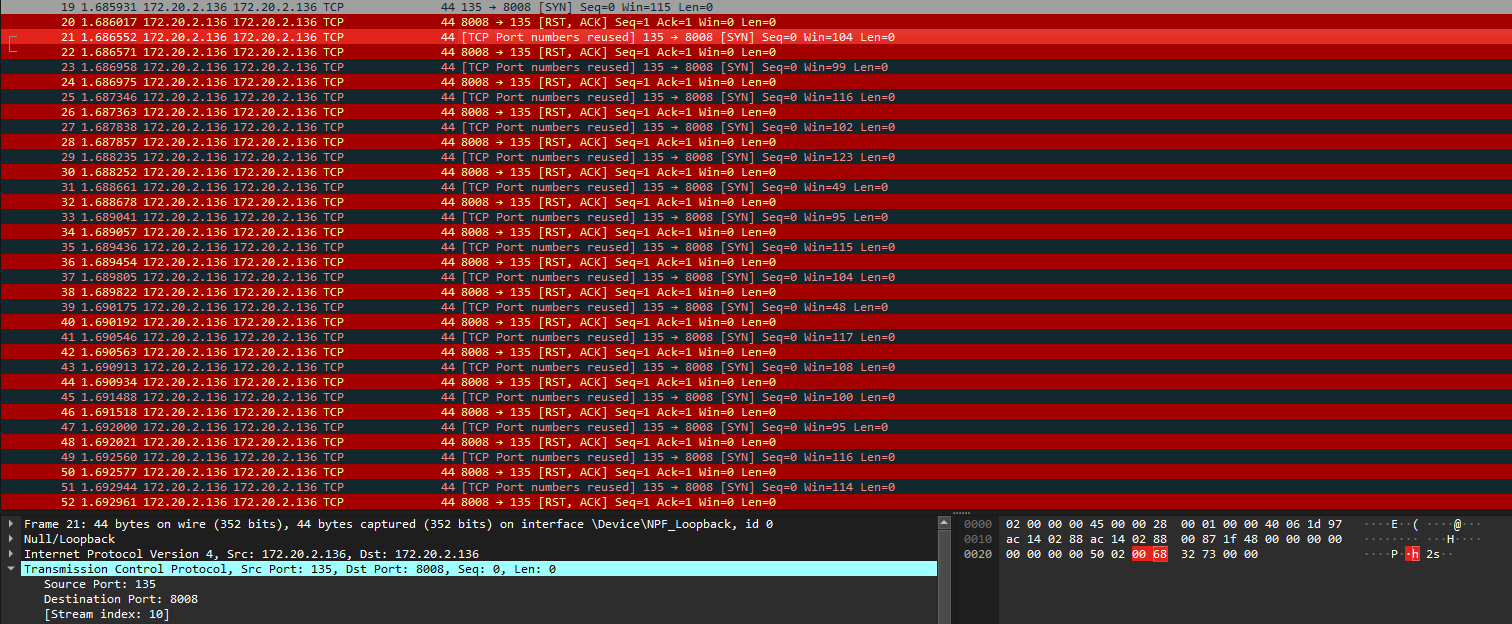 19 1.685931 172.20.2.136 172.20.2.136 TCP 44 135 → 8008 [SYN] Seq=0 Win=115 Len=0
20 1.686017 172.20.2.136 172.20.2.136 TCP 44 8008 → 135 [RST, ACK] Seq=1 Ack=1 Win=0 Len=0
21 1.686552 172.20.2.136 172.20.2.136 TCP 44 [TCP Port numbers reused] 135 → 8008 [SYN] Seq=0 Win=104 Len=0
22 1.686571 172.20.2.136 172.20.2.136 TCP 44 8008 → 135 [RST, ACK] Seq=1 Ack=1 Win=0 Len=0
23 1.686958 172.20.2.136 172.20.2.136 TCP 44 [TCP Port numbers reused] 135 → 8008 [SYN] Seq=0 Win=99 Len=0
24 1.686975 172.20.2.136 172.20.2.136 TCP 44 8008 → 135 [RST, ACK] Seq=1 Ack=1 Win=0 Len=0
25 1.687346 172.20.2.136 172.20.2.136 TCP 44 [TCP Port numbers reused] 135 → 8008 [SYN] Seq=0 Win=116 Len=0
26 1.687363 172.20.2.136 172.20.2.136 TCP 44 8008 → 135 [RST, ACK] Seq=1 Ack=1 Win=0 Len=0
27 1.687838 172.20.2.136 172.20.2.136 TCP 44 [TCP Port numbers reused] 135 → 8008 [SYN] Seq=0 Win=102 Len=0
28 1.687857 172.20.2.136 172.20.2.136 TCP 44 8008 → 135 [RST, ACK] Seq=1 Ack=1 Win=0 Len=0
29 1.688235 172.20.2.136 172.20.2.136 TCP 44 [TCP Port numbers reused] 135 → 8008 [SYN] Seq=0 Win=123 Len=0
30 1.688252 172.20.2.136 172.20.2.136 TCP 44 8008 → 135 [RST, ACK] Seq=1 Ack=1 Win=0 Len=0
31 1.688661 172.20.2.136 172.20.2.136 TCP 44 [TCP Port numbers reused] 135 → 8008 [SYN] Seq=0 Win=49 Len=0
32 1.688678 172.20.2.136 172.20.2.136 TCP 44 8008 → 135 [RST, ACK] Seq=1 Ack=1 Win=0 Len=0
33 1.689041 172.20.2.136 172.20.2.136 TCP 44 [TCP Port numbers reused] 135 → 8008 [SYN] Seq=0 Win=95 Len=0
34 1.689057 172.20.2.136 172.20.2.136 TCP 44 8008 → 135 [RST, ACK] Seq=1 Ack=1 Win=0 Len=0
35 1.689436 172.20.2.136 172.20.2.136 TCP 44 [TCP Port numbers reused] 135 → 8008 [SYN] Seq=0 Win=115 Len=0
36 1.689454 172.20.2.136 172.20.2.136 TCP 44 8008 → 135 [RST, ACK] Seq=1 Ack=1 Win=0 Len=0
37 1.689805 172.20.2.136 172.20.2.136 TCP 44 [TCP Port numbers reused] 135 → 8008 [SYN] Seq=0 Win=104 Len=0
38 1.689822 172.20.2.136 172.20.2.136 TCP 44 8008 → 135 [RST, ACK] Seq=1 Ack=1 Win=0 Len=0
39 1.690175 172.20.2.136 172.20.2.136 TCP 44 [TCP Port numbers reused] 135 → 8008 [SYN] Seq=0 Win=48 Len=0
40 1.690192 172.20.2.136 172.20.2.136 TCP 44 8008 → 135 [RST, ACK] Seq=1 Ack=1 Win=0 Len=0
41 1.690546 172.20.2.136 172.20.2.136 TCP 44 [TCP Port numbers reused] 135 → 8008 [SYN] Seq=0 Win=117 Len=0
42 1.690563 172.20.2.136 172.20.2.136 TCP 44 8008 → 135 [RST, ACK] Seq=1 Ack=1 Win=0 Len=0
43 1.690913 172.20.2.136 172.20.2.136 TCP 44 [TCP Port numbers reused] 135 → 8008 [SYN] Seq=0 Win=108 Len=0
44 1.690934 172.20.2.136 172.20.2.136 TCP 44 8008 → 135 [RST, ACK] Seq=1 Ack=1 Win=0 Len=0
45 1.691488 172.20.2.136 172.20.2.136 TCP 44 [TCP Port numbers reused] 135 → 8008 [SYN] Seq=0 Win=100 Len=0
46 1.691518 172.20.2.136 172.20.2.136 TCP 44 8008 → 135 [RST, ACK] Seq=1 Ack=1 Win=0 Len=0
47 1.692000 172.20.2.136 172.20.2.136 TCP 44 [TCP Port numbers reused] 135 → 8008 [SYN] Seq=0 Win=95 Len=0
48 1.692021 172.20.2.136 172.20.2.136 TCP 44 8008 → 135 [RST, ACK] Seq=1 Ack=1 Win=0 Len=0
49 1.692560 172.20.2.136 172.20.2.136 TCP 44 [TCP Port numbers reused] 135 → 8008 [SYN] Seq=0 Win=116 Len=0
50 1.692577 172.20.2.136 172.20.2.136 TCP 44 8008 → 135 [RST, ACK] Seq=1 Ack=1 Win=0 Len=0
51 1.692944 172.20.2.136 172.20.2.136 TCP 44 [TCP Port numbers reused] 135 → 8008 [SYN] Seq=0 Win=114 Len=0
52 1.692961 172.20.2.136 172.20.2.136 TCP 44 8008 → 135 [RST, ACK] Seq=1 Ack=1 Win=0 Len=0
Frame 21: 44 bytes on wire (352 bits), 44 bytes captured (352 bits) on interface \Device\NPF_Loopback, id 0
Null/Loopback
Internet Protocol Version 4, Src: 172.20.2.136, Dst: 172.20.2.136
Transmission Control Protocol, Src Port: 135, Dst Port: 8008, Seq: 0, Len: 0
Source Port: 135
Destination Port: 8008
[Stream index: 10]
0000 02 00 00 00 45 00 00 28 00 01 00 00 40 06 1d 97 ····E··( ····@···
0010 ac 14 02 88 ac 14 02 88 00 87 1f 48 00 00 00 00 ········ ···H····
0020 00 00 00 00 50 02 00 68 32 73 00 00 ····P··h 2s··